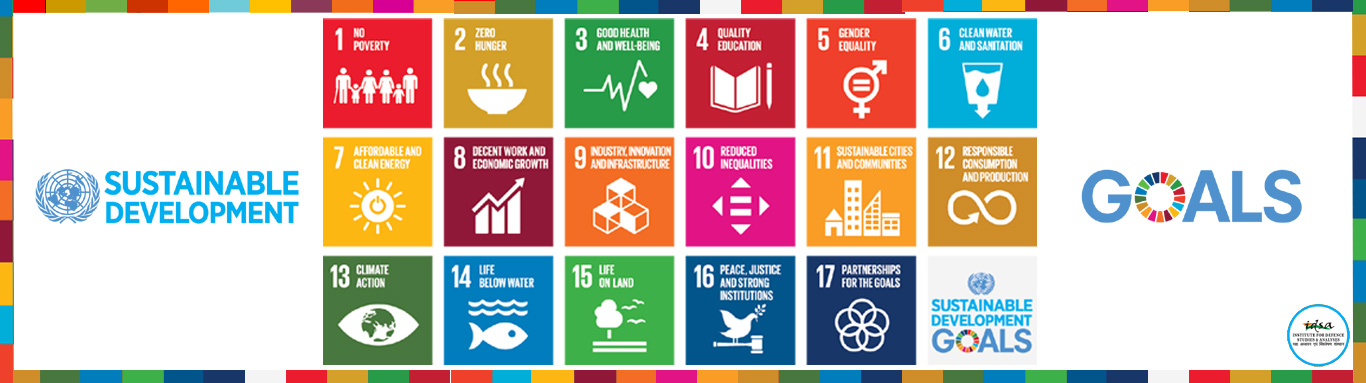 SUSTAINABLE
DEVELOPMENT
1 NO
POVERTY
2 ZERO
HUNGER
3 GOOD HEALTH
AND WELL-BEING
4 QUALITY
EDUCATION
5 GENDER
EQUALITY
6 CLEAN WATER
AND SANITATION
7 AFFORDABLE AND
CLEAN ENERGY
8 DECENT WORK AND
ECONOMIC GROWTH
9 INDUSTRY, INNOVATION
AND INFRASTRUCTURE
10 REDUCED
INEQUALITIES
11 SUSTAINABLE CITIES
AND COMMUNITIES
12 RESPONSIBLE
CONSUMPTION
AND PRODUCTION
13 CLIMATE
ACTION
14 LIFE
BELOW WATER
15 LIFE
ON LAND
16 PEACE, JUSTICE
AND STRONG
INSTITUTIONS
17 PARTNERSHIPS
FOR THE GOALS
SUSTAINABLE
DEVELOPMENT
GOALS
GOALS
idsa
INSTITUTE FOR DEFENCE
STUDIES & ANALYSES